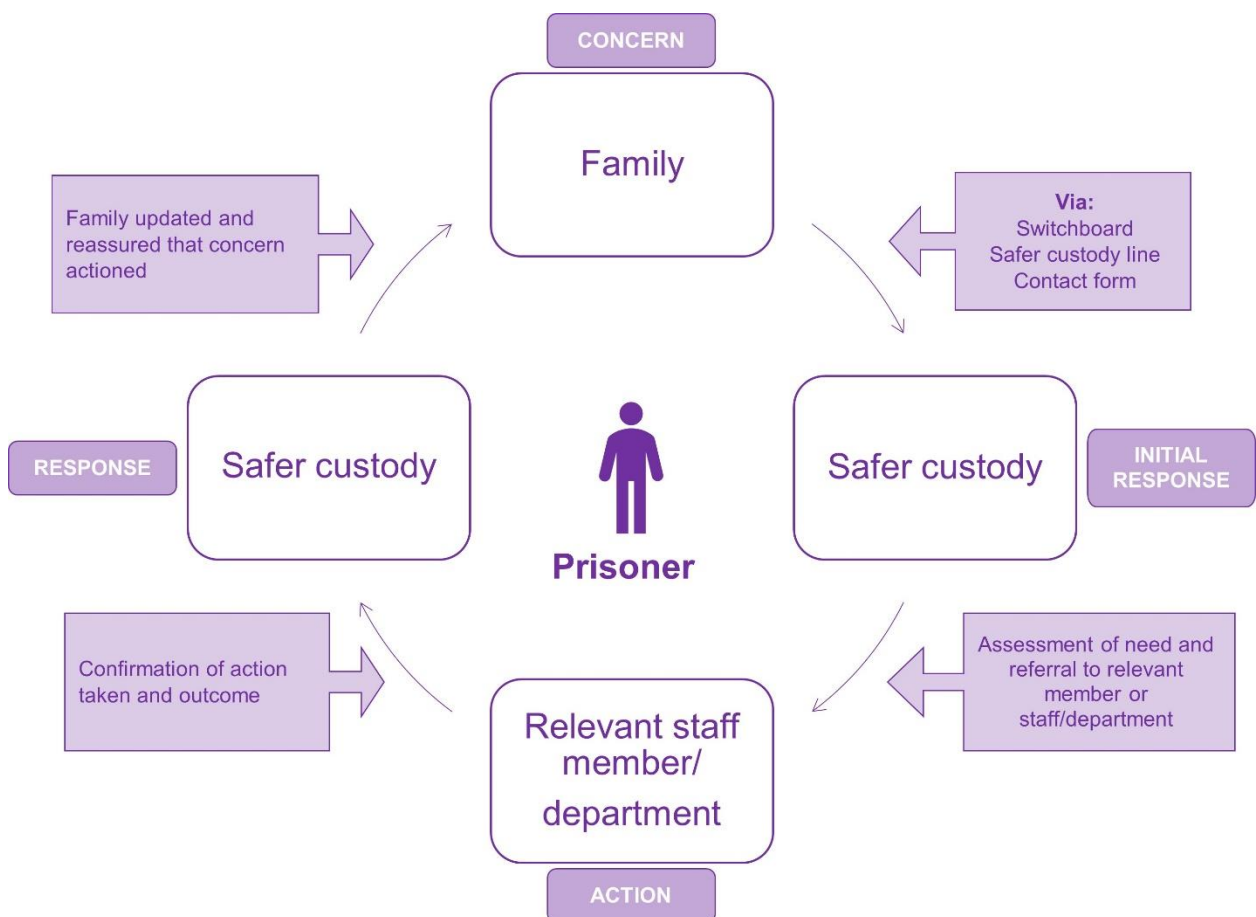 CONCERN
Family
Family updated and
reassured that concern
actioned
Via:
Switchboard
Safer custody line
Contact form
RESPONSE
Safer custody
Prisoner
Safer custody
INITIAL
RESPONSE
Confirmation of action
taken and outcome
Relevant staff
member/
department
Assessment of need and
referral to relevant
member or
staff/department
ACTION